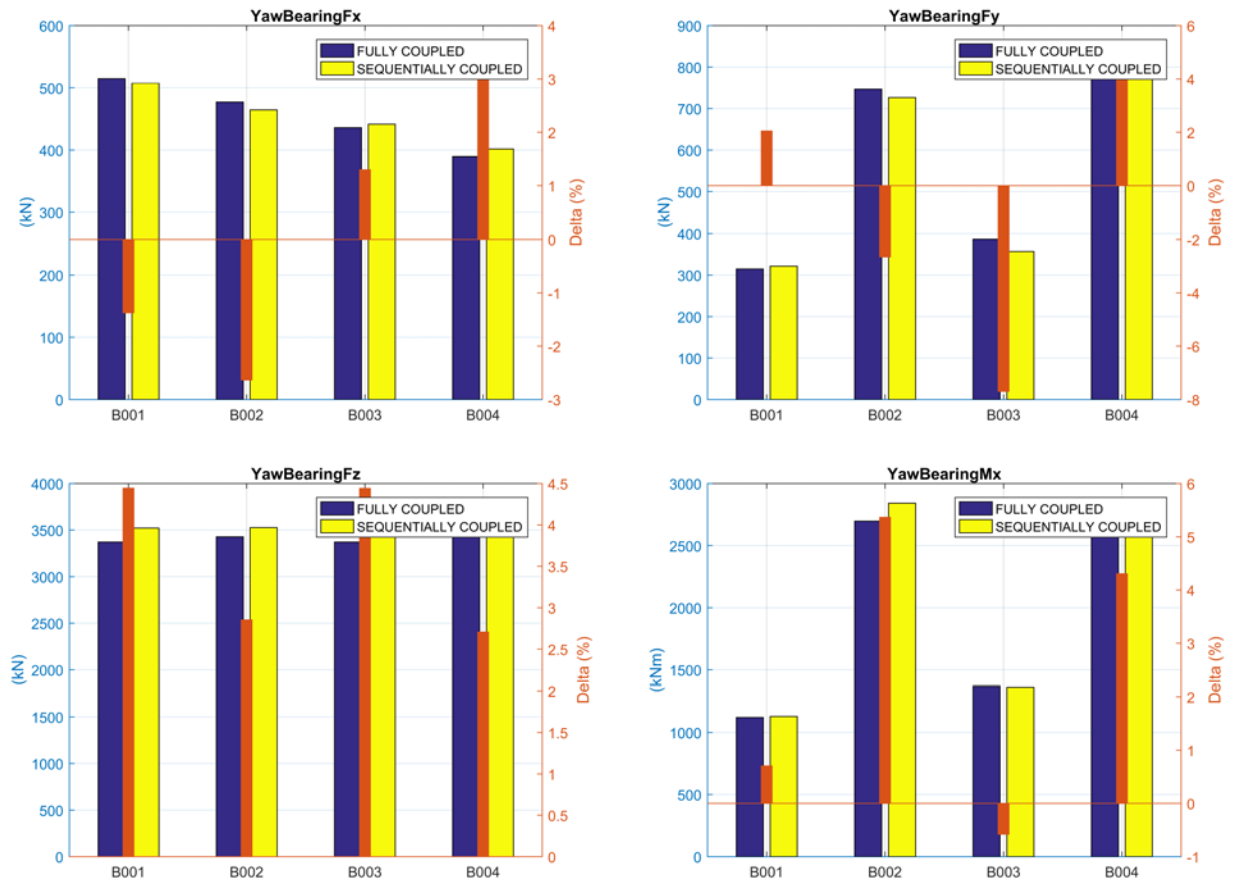 YawBearingFx
600
500
400
300
200
100
0
(kN)
4
3
2
1
0
-1
-2
-3
Delta (%)
FULLY COUPLED
SEQUENTIALLY COUPLED
B001 B002 B003 B004
YawBearingFy
900
800
700
600
500
400
300
200
100
0
(kN)
6
4
2
0
-2
-4
-6
-8
Delta (%)
FULLY COUPLED
SEQUENTIALLY COUPLED
B001 B002 B003 B004
YawBearingFz
4000
3500
3000
2500
2000
1500
1000
500
0
(kN)
4.5
4
3.5
3
2.5
2
1.5
1
0.5
0
Delta (%)
FULLY COUPLED
SEQUENTIALLY COUPLED
B001 B002 B003 B004
YawBearingMx
3000
2500
2000
1500
1000
500
0
(kNm)
6
5
4
3
2
1
0
-1
Delta (%)
FULLY COUPLED
SEQUENTIALLY COUPLED
B001 B002 B003 B004